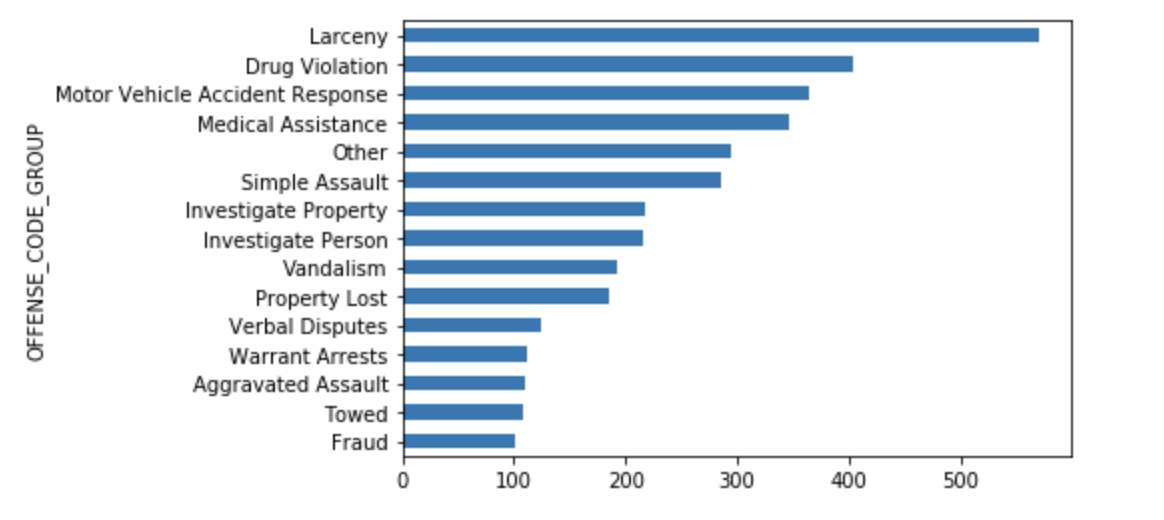 OFFENSE_CODE_GROUP
Larceny
Drug Violation
Motor Vehicle Accident Response
Medical Assistance
Other
Simple Assault
Investigate Property
Investigate Person
Vandalism
Property Lost
Verbal Disputes
Warrant Arrests
Aggravated Assault
Towed
Fraud
0 100 200 300 400 500